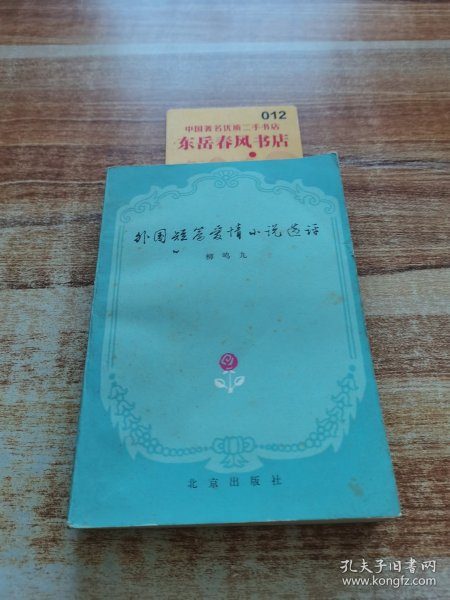 012
中国著名优质二手书店
东岳春风书店
外国短篇爱情小说选评
柳鸣九
北京出版社
孔夫子旧书网
www.kongfz.com